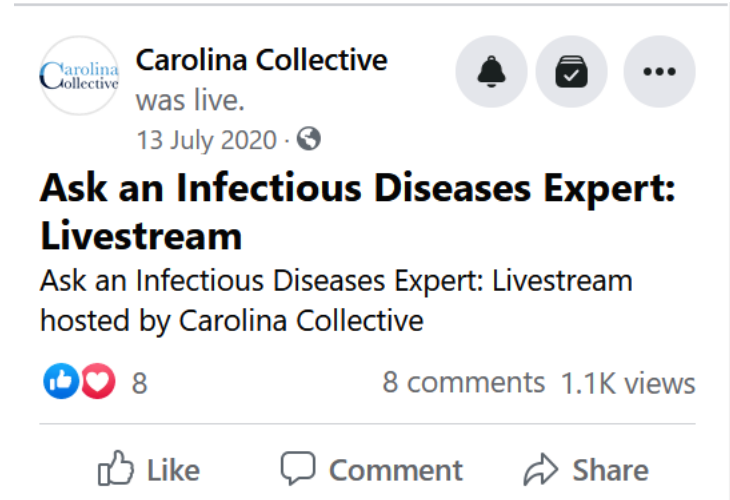 Carolina
Collective
Carolina Collective
was live.
13 July 2020 ·
Ask an Infectious Diseases Expert:
Livestream
Ask an Infectious Diseases Expert: Livestream
hosted by Carolina Collective
8
8 comments 1.1K views
Like Comment Share